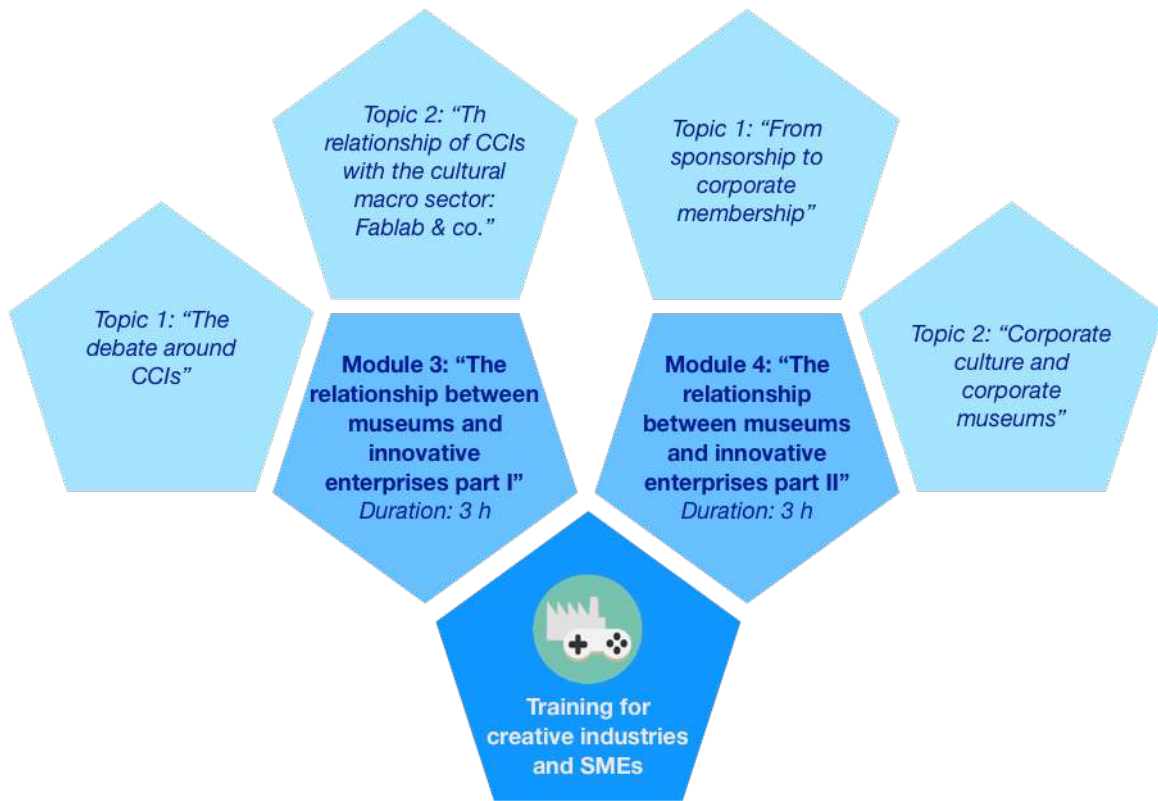 Topic 2: “Th
relationship of CCIs
with the cultural
macro sector:
Fablab & co.”
Topic 1: “From
sponsorship to
corporate
membership”
Topic 1: “The
debate around
CCIs”
Module 3: “The
relationship between
museums and
innovative
enterprises part I”
Duration: 3 h
Module 4: “The
relationship
between museums
and innovative
enterprises part II”
Duration: 3 h
Topic 2: “Corporate
culture and
corporate
museums”
Training for
creative industries
and SMEs